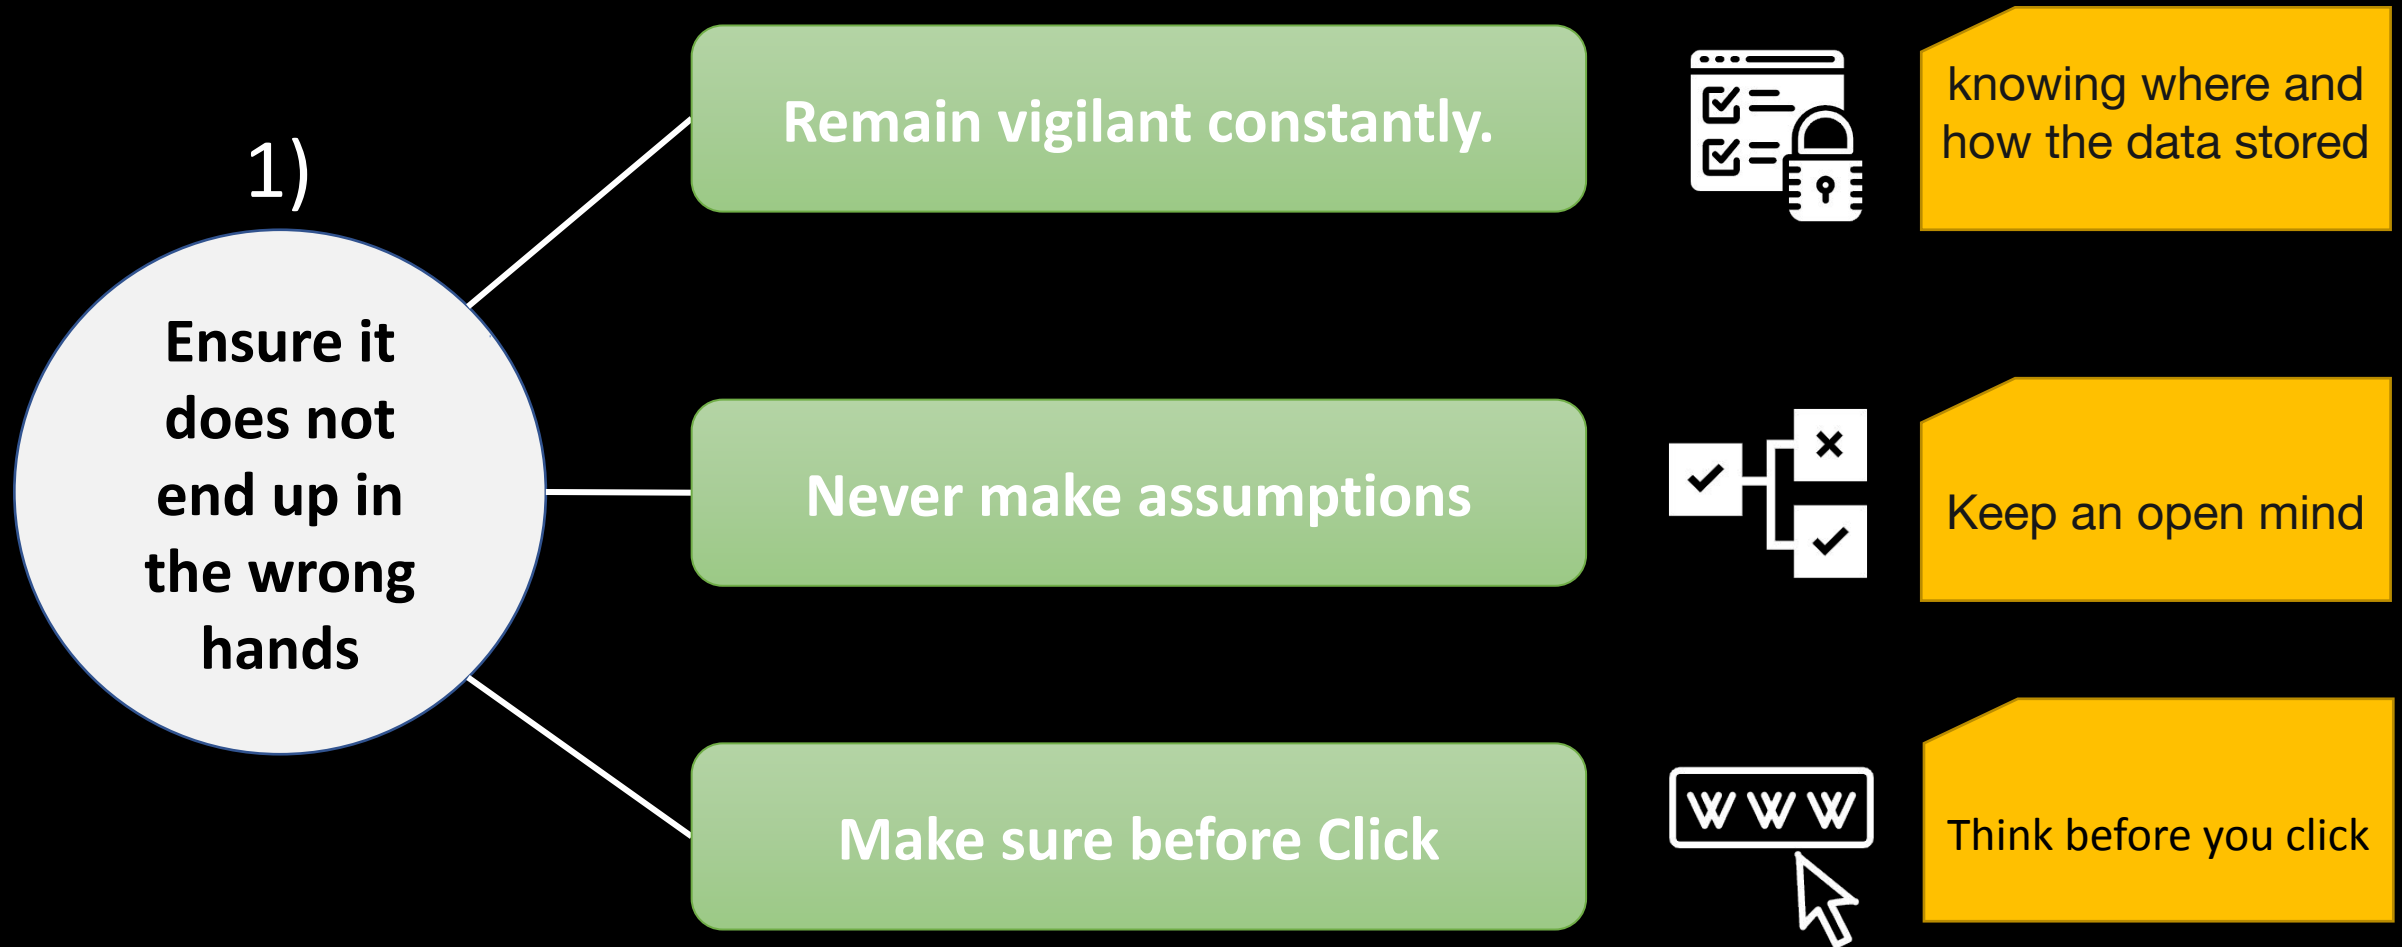 1)
Ensure it
does not
end up in
the wrong
hands
Remain vigilant constantly.
knowing where and
how the data stored
Never make assumptions
Keep an open mind
Make sure before Click
WWW
Think before you click